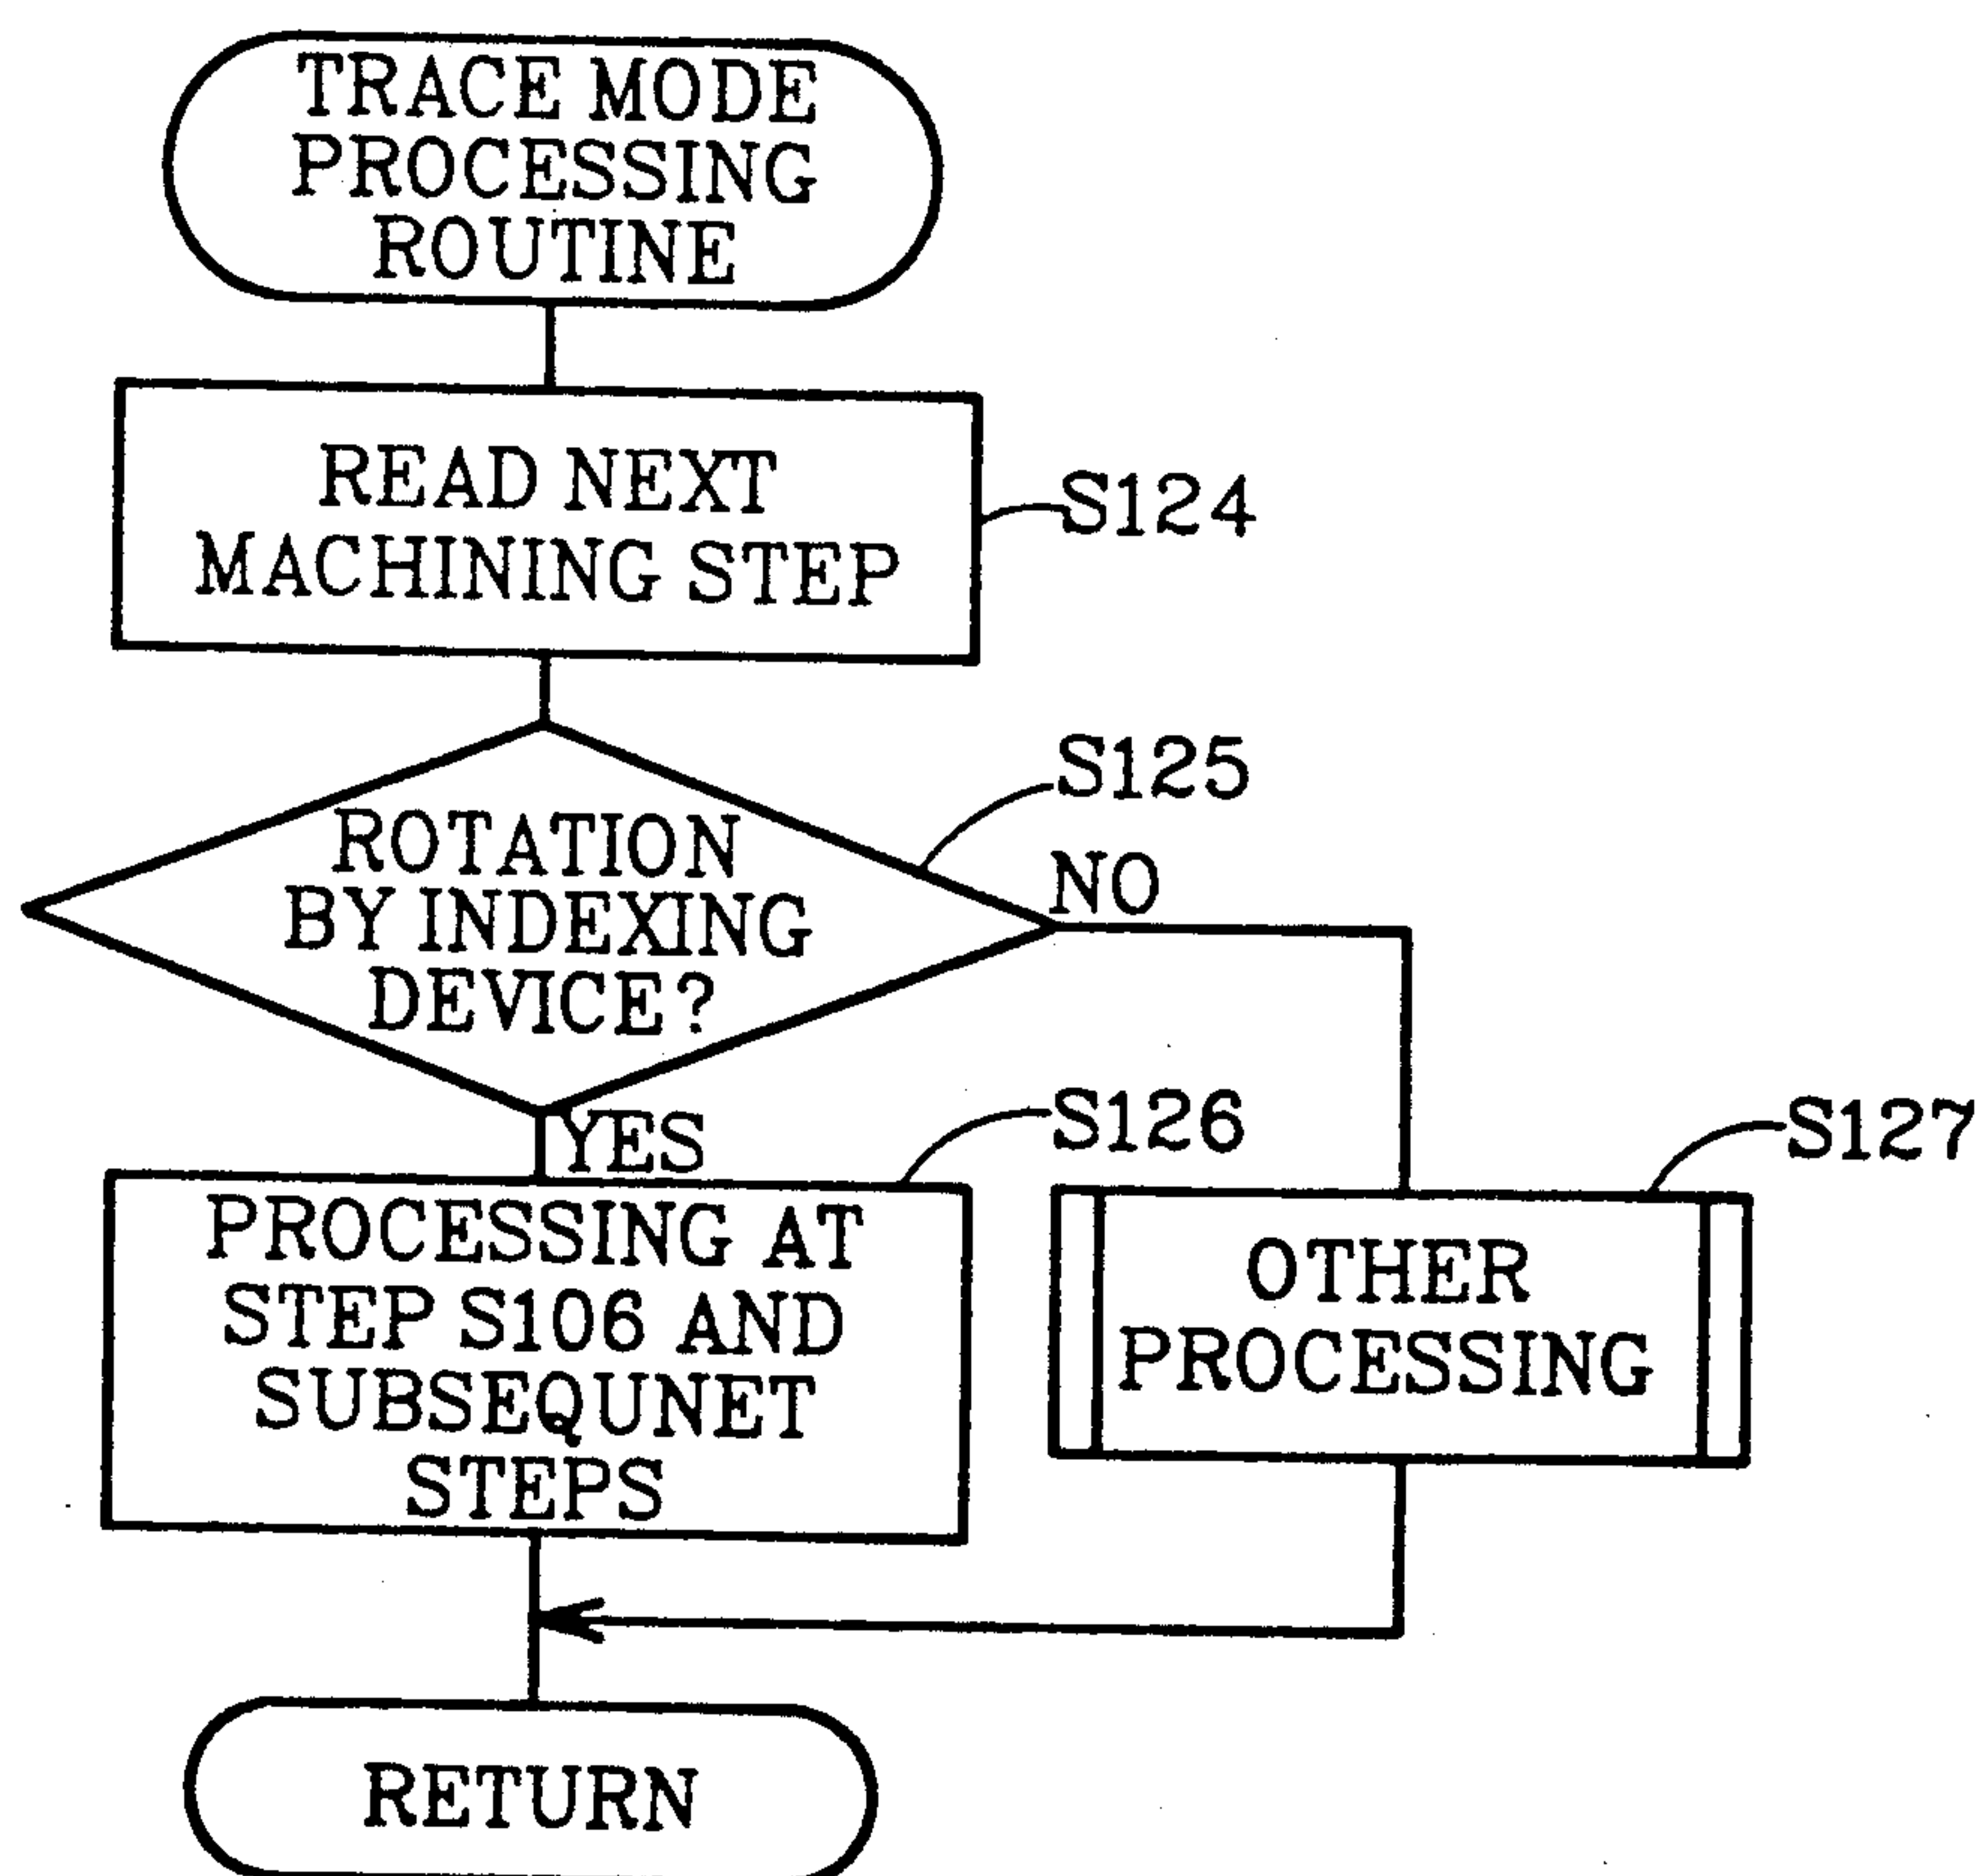 TRACE MODE
PROCESSING
ROUTINE
READ NEXT
MACHINING STEP
S124
S125
ROTATION
BY INDEXING
DEVICE?
NO
YES
S126
S127
PROCESSING AT
STEP S106 AND
SUBSEQUNET
STEPS
OTHER
PROCESSING
RETURN